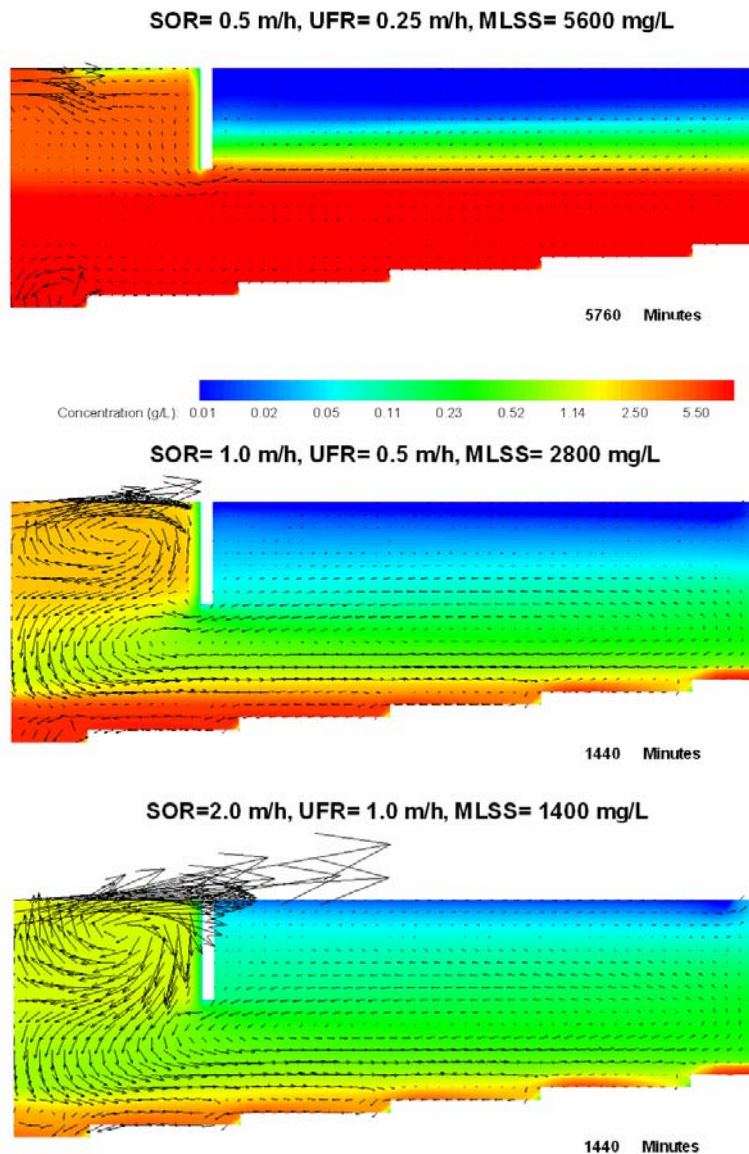 SOR= 0.5 m/h, UFR= 0.25 m/h, MLSS= 5600 mg/L
5760 Minutes
Concentration (g/L): 0.01 0.02 0.05 0.11 0.23 0.52 1.14 2.50 5.50
SOR= 1.0 m/h, UFR= 0.5 m/h, MLSS= 2800 mg/L
1440 Minutes
SOR=2.0 m/h, UFR= 1.0 m/h, MLSS= 1400 mg/L
1440 Minutes